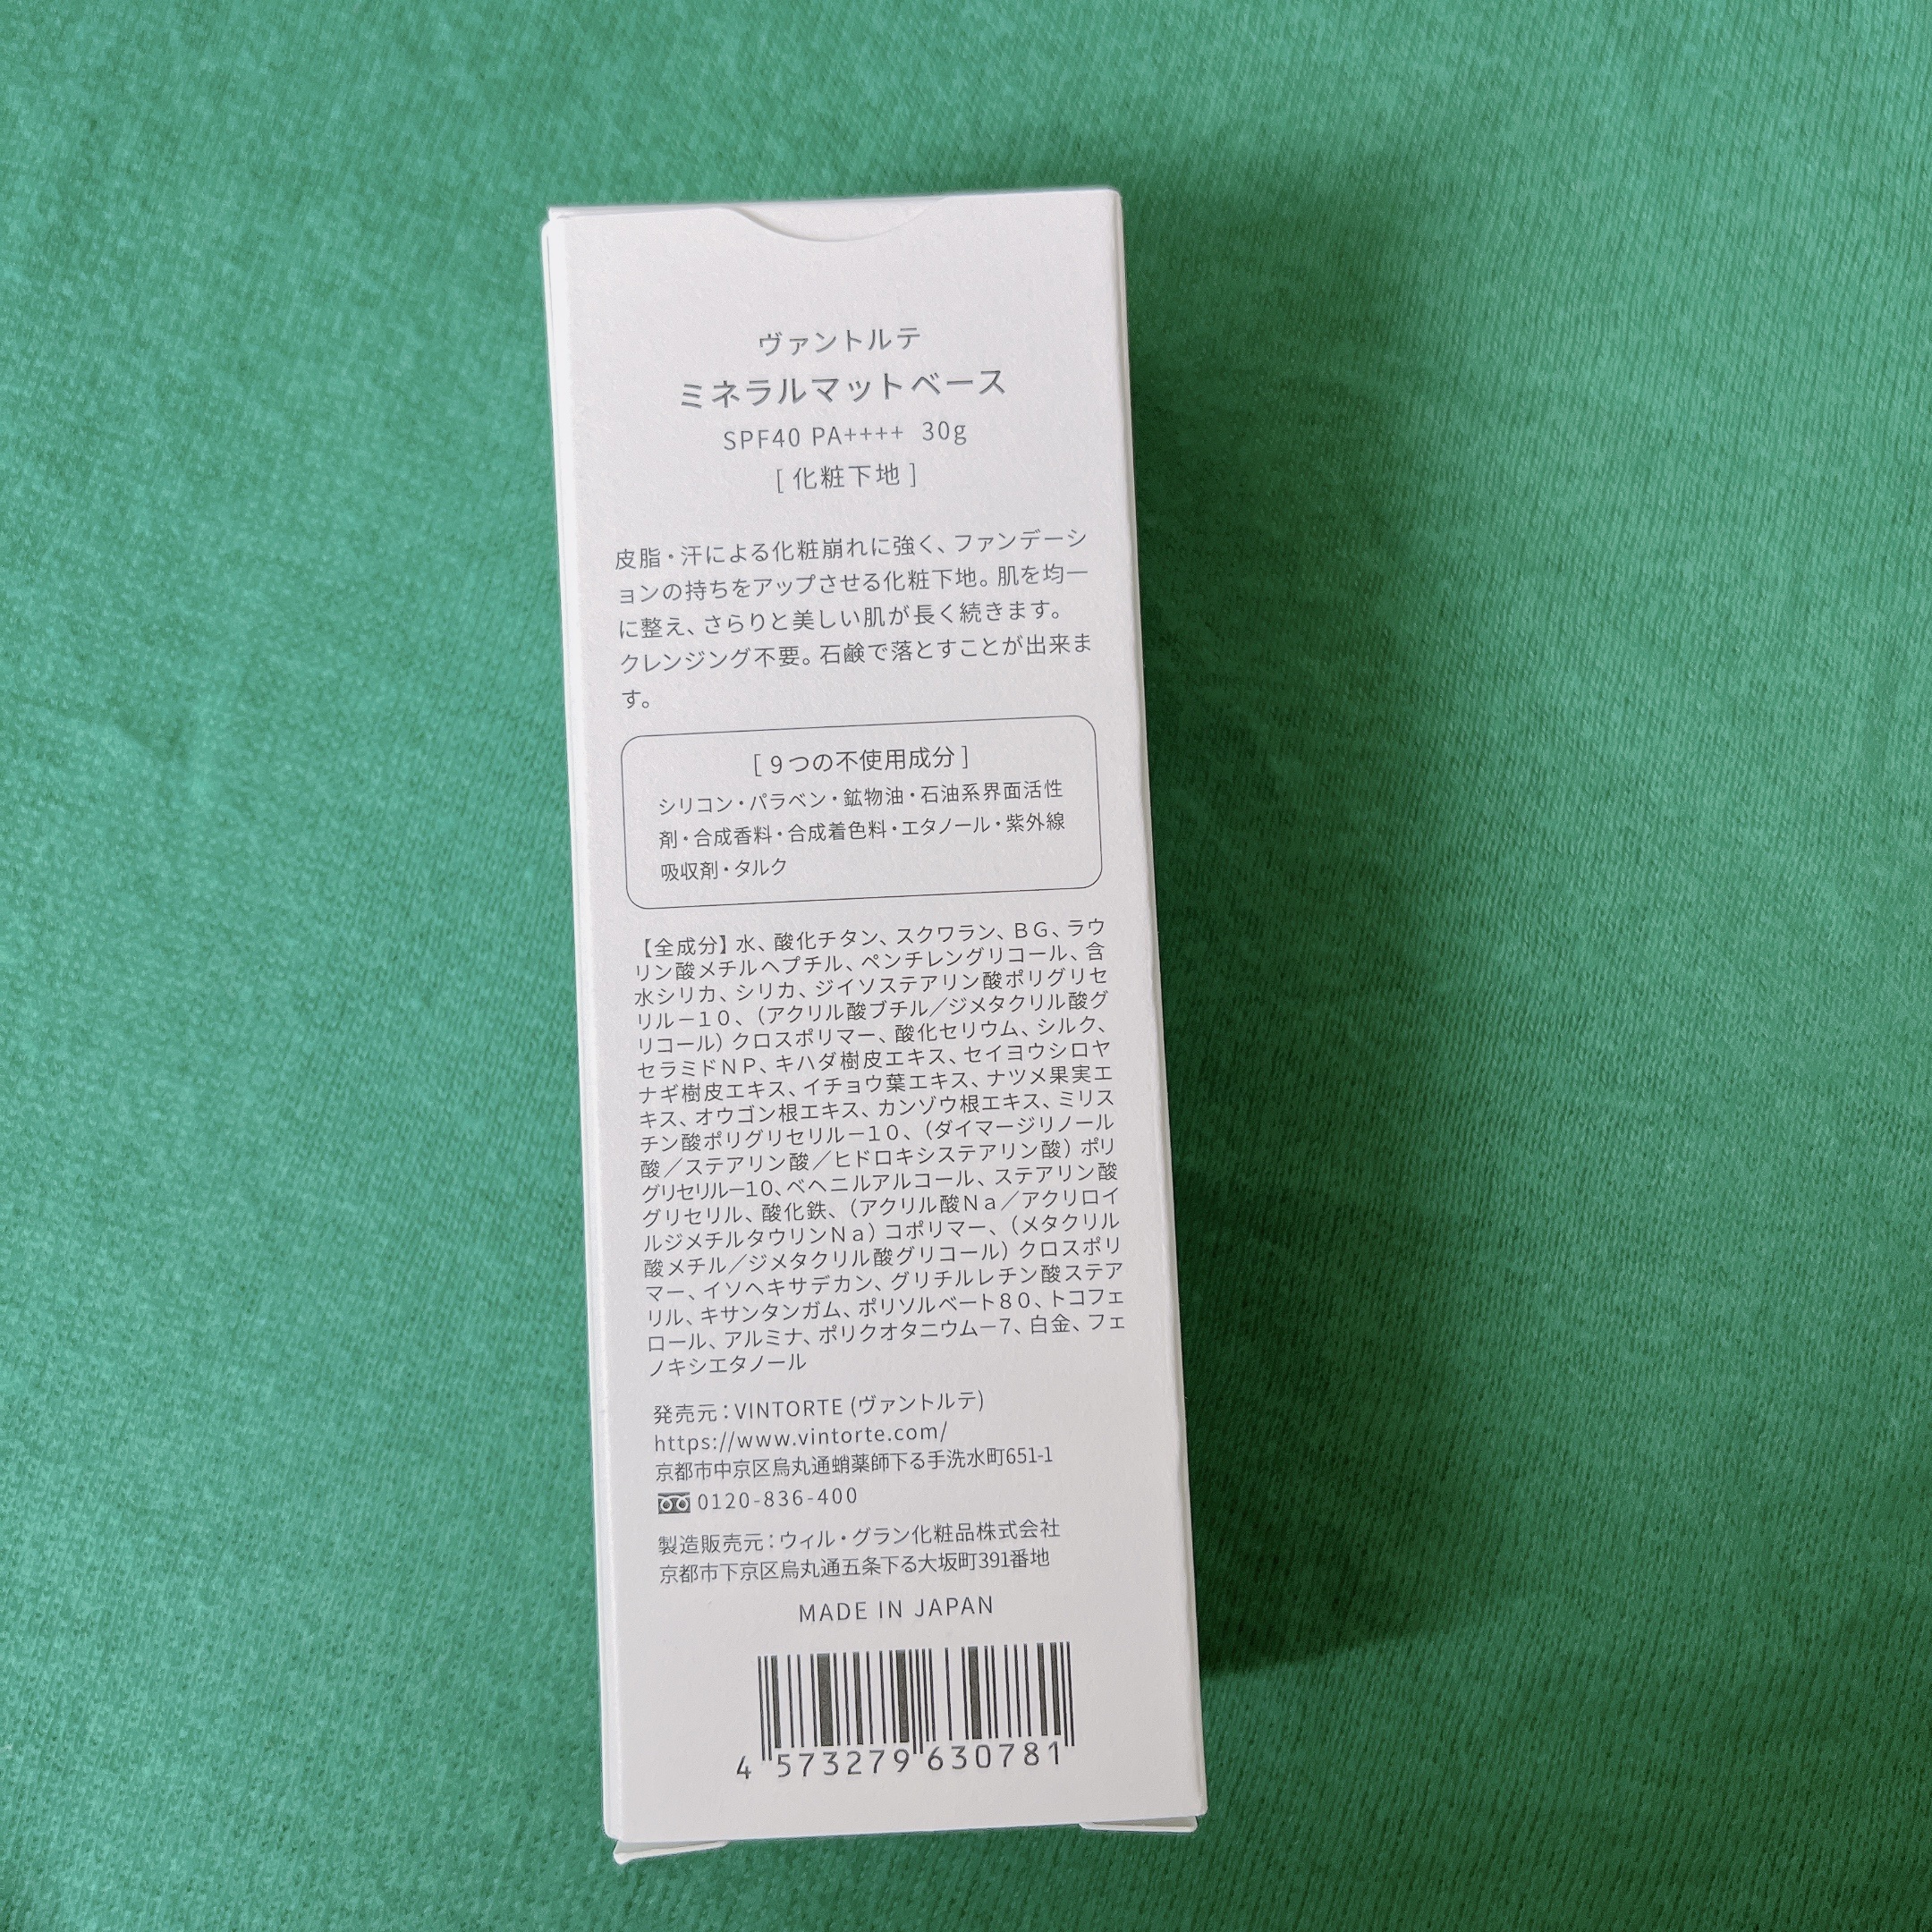 ヴァントルテ
ミネラルマットベース
SPF40 PA++++ 30g
[ 化粧下地 ]
皮脂・汗による化粧崩れに強く、ファンデーシ
ョンの持ちをアップさせる化粧下地。肌を均一
に整え、さらりと美しい肌が長く続きます。
クレンジング不要。石鹸で落とすことが出来ま
す。
[ 9つの不使用成分 ]
シリコン・パラベン・鉱物油・石油系界面活性
剤・合成香料・合成着色料・エタノール・紫外線
吸収剤・タルク
【全成分】水、酸化チタン、スクワラン、BG、ラウ
リン酸メチルヘプチル、ペンチレングリコール、含
水シリカ、シリカ、ジイソステアリン酸ポリグリセ
リル－10、（アクリル酸ブチル／ジメタクリル酸グ
リコール）クロスポリマー、酸化セリウム、シルク、
セラミドNP、キハダ樹皮エキス、セイヨウシロヤ
ナギ樹皮エキス、イチョウ葉エキス、ナツメ果実エ
キス、オウゴン根エキス、カンゾウ根エキス、ミリス
チン酸ポリグリセリル－10、（ダイマージリノール
酸／ステアリン酸／ヒドロキシステアリン酸）ポリ
グリセリル－10、ベヘニルアルコール、ステアリン酸
グリセリル、酸化鉄、（アクリル酸Na／アクリロイ
ルジメチルタウリンNa）コポリマー、（メタクリル
酸メチル／ジメタクリル酸グリコール）クロスポリ
マー、イソヘキサデカン、グリチルレチン酸ステア
リル、キサンタンガム、ポリソルベート80、トコフェ
ロール、アルミナ、ポリクオタニウム－7、白金、フェ
ノキシエタノール
発売元：VINTORTE (ヴァントルテ)
https://www.vintorte.com/
京都市中京区烏丸通蛸薬師下る手洗水町651-1
0120-836-400
製造販売元：ウィル・グラン化粧品株式会社
京都市下京区烏丸通五条下る大坂町391番地
MADE IN JAPAN
4 573279 630781